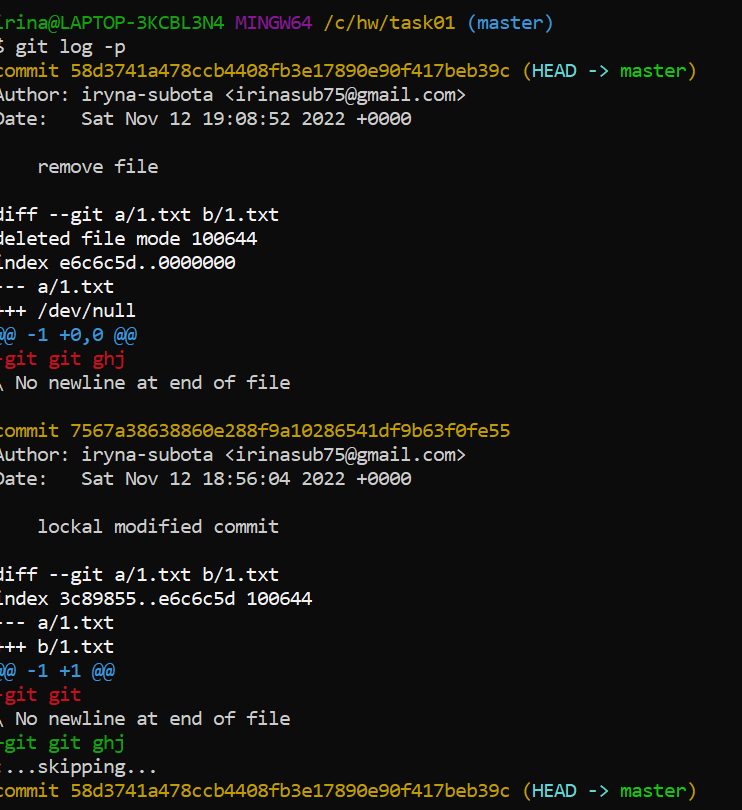 irina@LAPTOP-3KCBL3N4 MINGW64 /c/hw/task01 (master)
$ git log -p
commit 58d3741a478ccb4408fb3e17890e90f417beb39c (HEAD -> master)
Author: iryna-subota <irinasub75@gmail.com>
Date:   Sat Nov 12 19:08:52 2022 +0000

    remove file

diff --git a/1.txt b/1.txt
deleted file mode 100644
index e6c6c5d..0000000
--- a/1.txt
+++ /dev/null
@@ -1 +0,0 @@
-git git ghj
\ No newline at end of file

commit 7567a38638860e288f9a10286541df9b63f0fe55
Author: iryna-subota <irinasub75@gmail.com>
Date:   Sat Nov 12 18:56:04 2022 +0000

    lockal modified commit

diff --git a/1.txt b/1.txt
index 3c89855..e6c6c5d 100644
--- a/1.txt
+++ b/1.txt
@@ -1 +1 @@
-git git
\ No newline at end of file
+git git ghj
:...skipping...
commit 58d3741a478ccb4408fb3e17890e90f417beb39c (HEAD -> master)